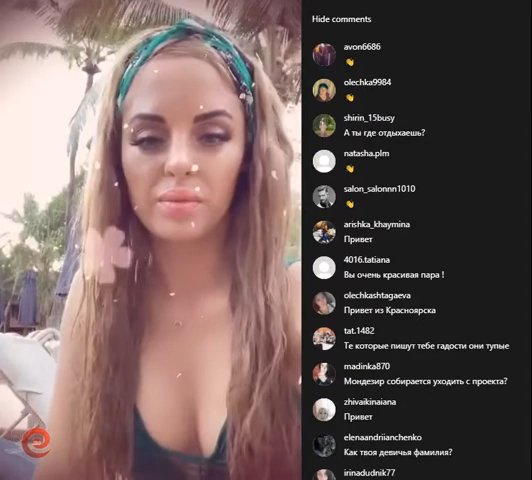 Hide comments
avon6686
👏
olechka9984
👏
shirin_15busy
А ты где отдыхаешь?
natasha.plm
👏
salon_salonnn1010
👏
arishka_khaymina
Привет
4016.tatiana
Вы очень красивая пара !
olechkashtagaeva
Привет из Красноярска
tat.1482
Те которые пишут тебе гадости они тупые
madinka870
Мондезир собирается уходить с проекта?
zhivaikinaiana
Привет
elenaandriianchenko
Как твоя девичья фамилия?
irinadudnik77